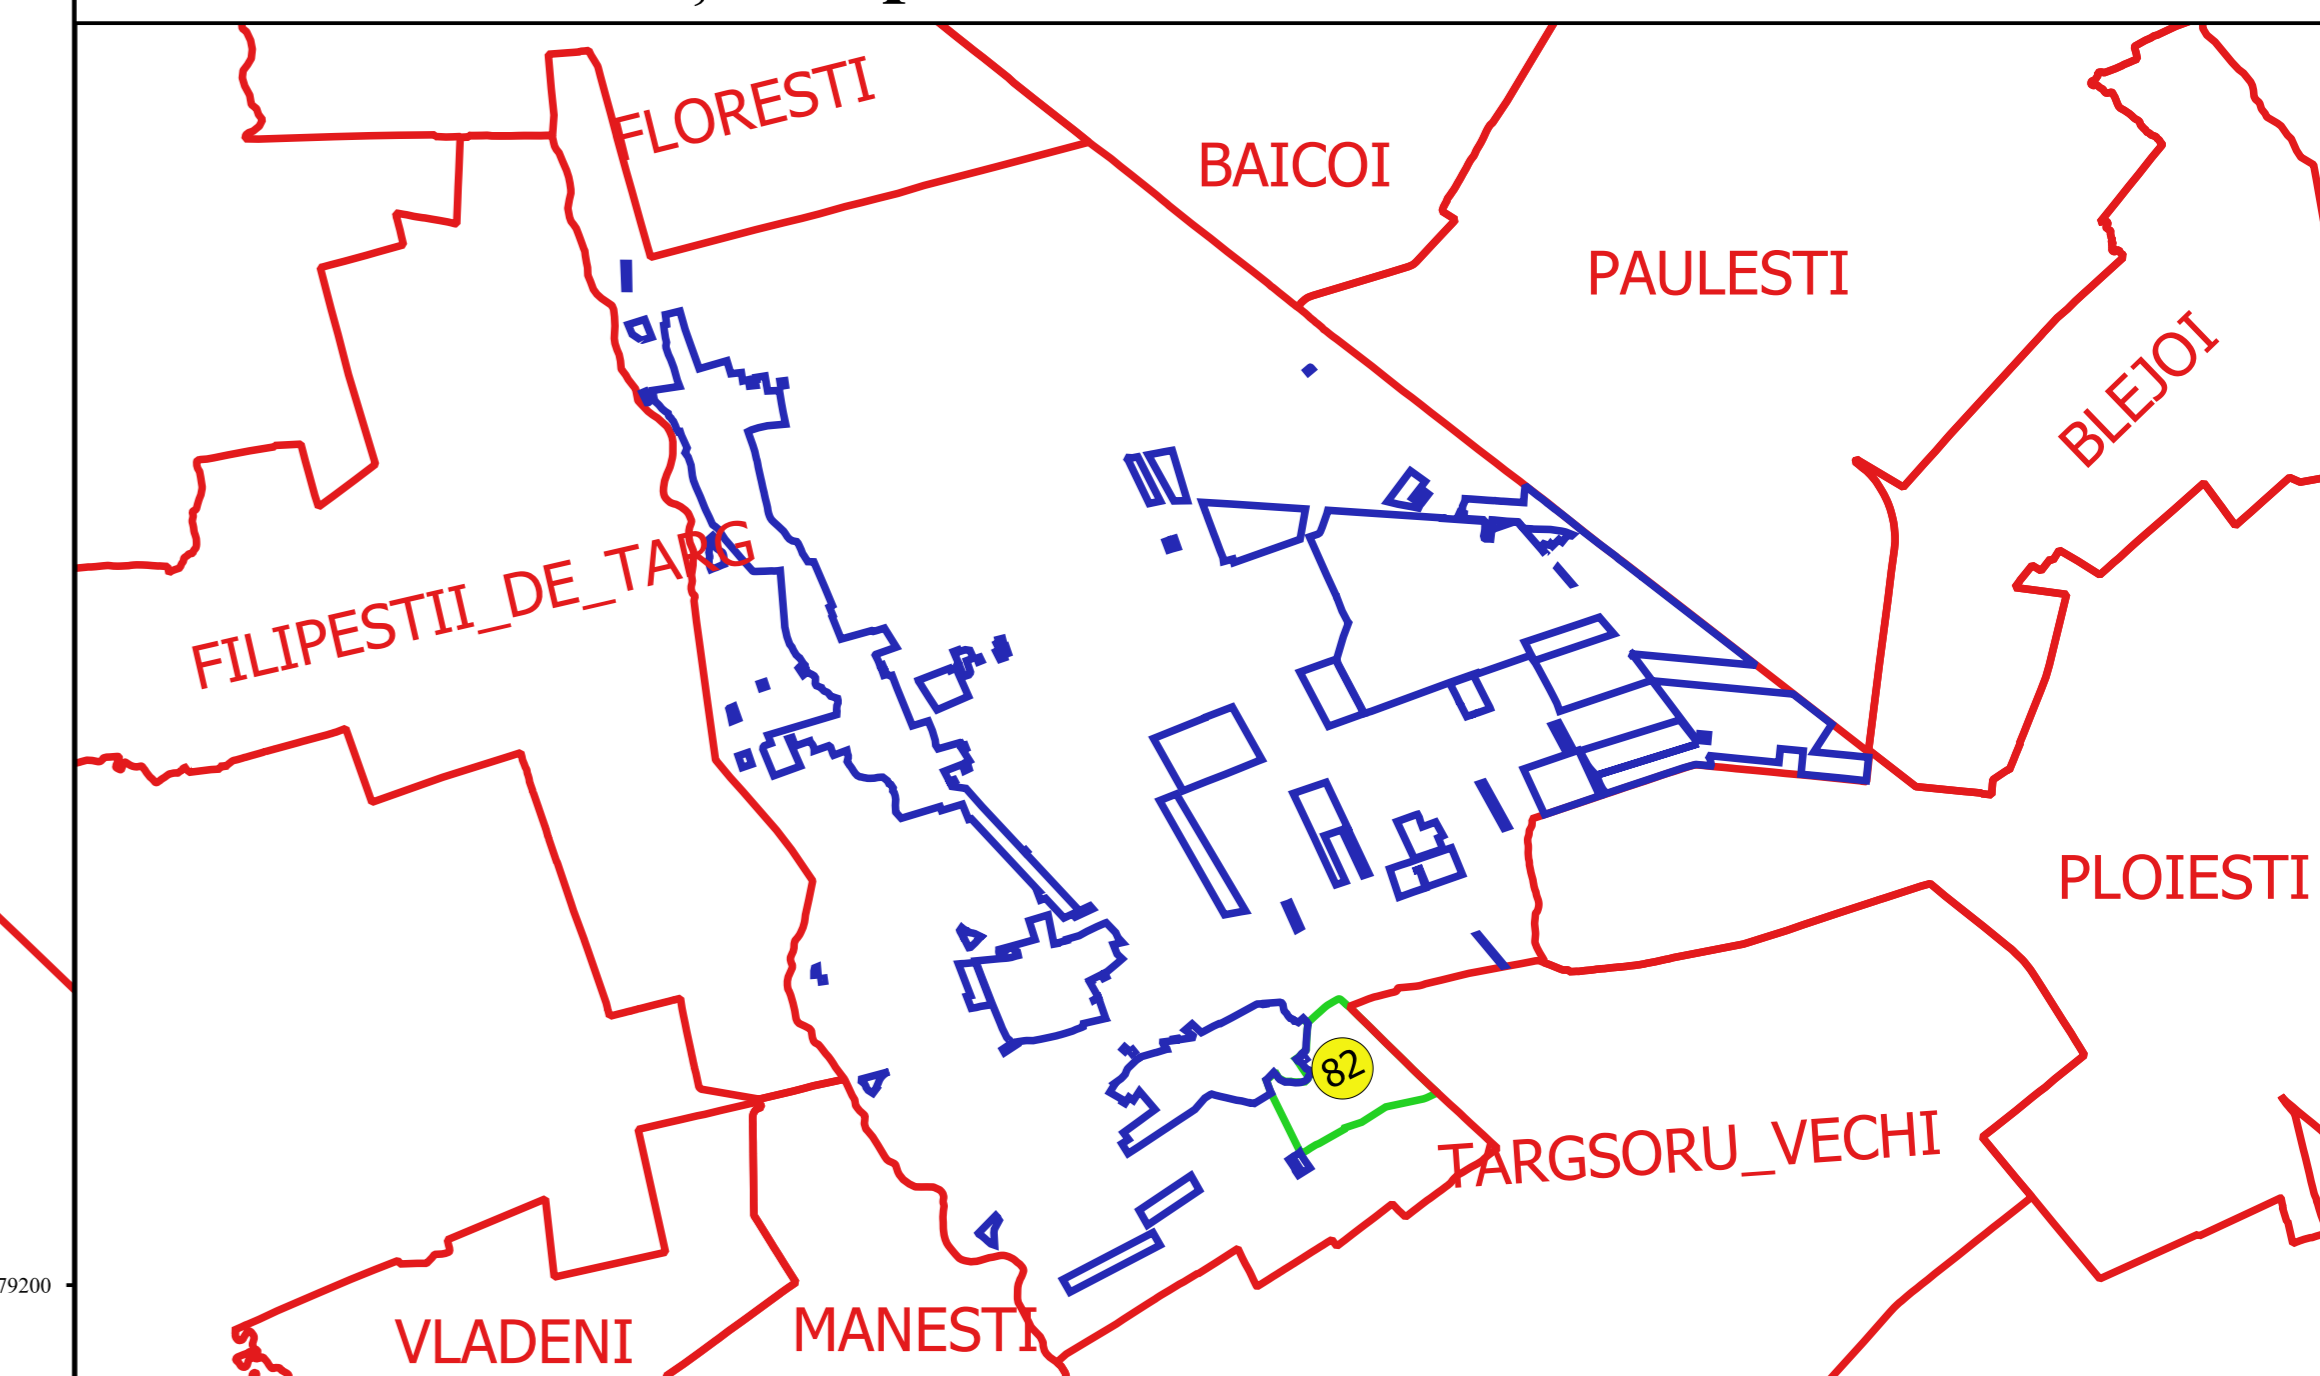 FLORESTI
BAICOI
PAULESTI
BLEJOI
FILIPESTII_DE_TARG
PLOIESTI
82
TARGSORU_VECHI
79200
MANESTI
VLADENI